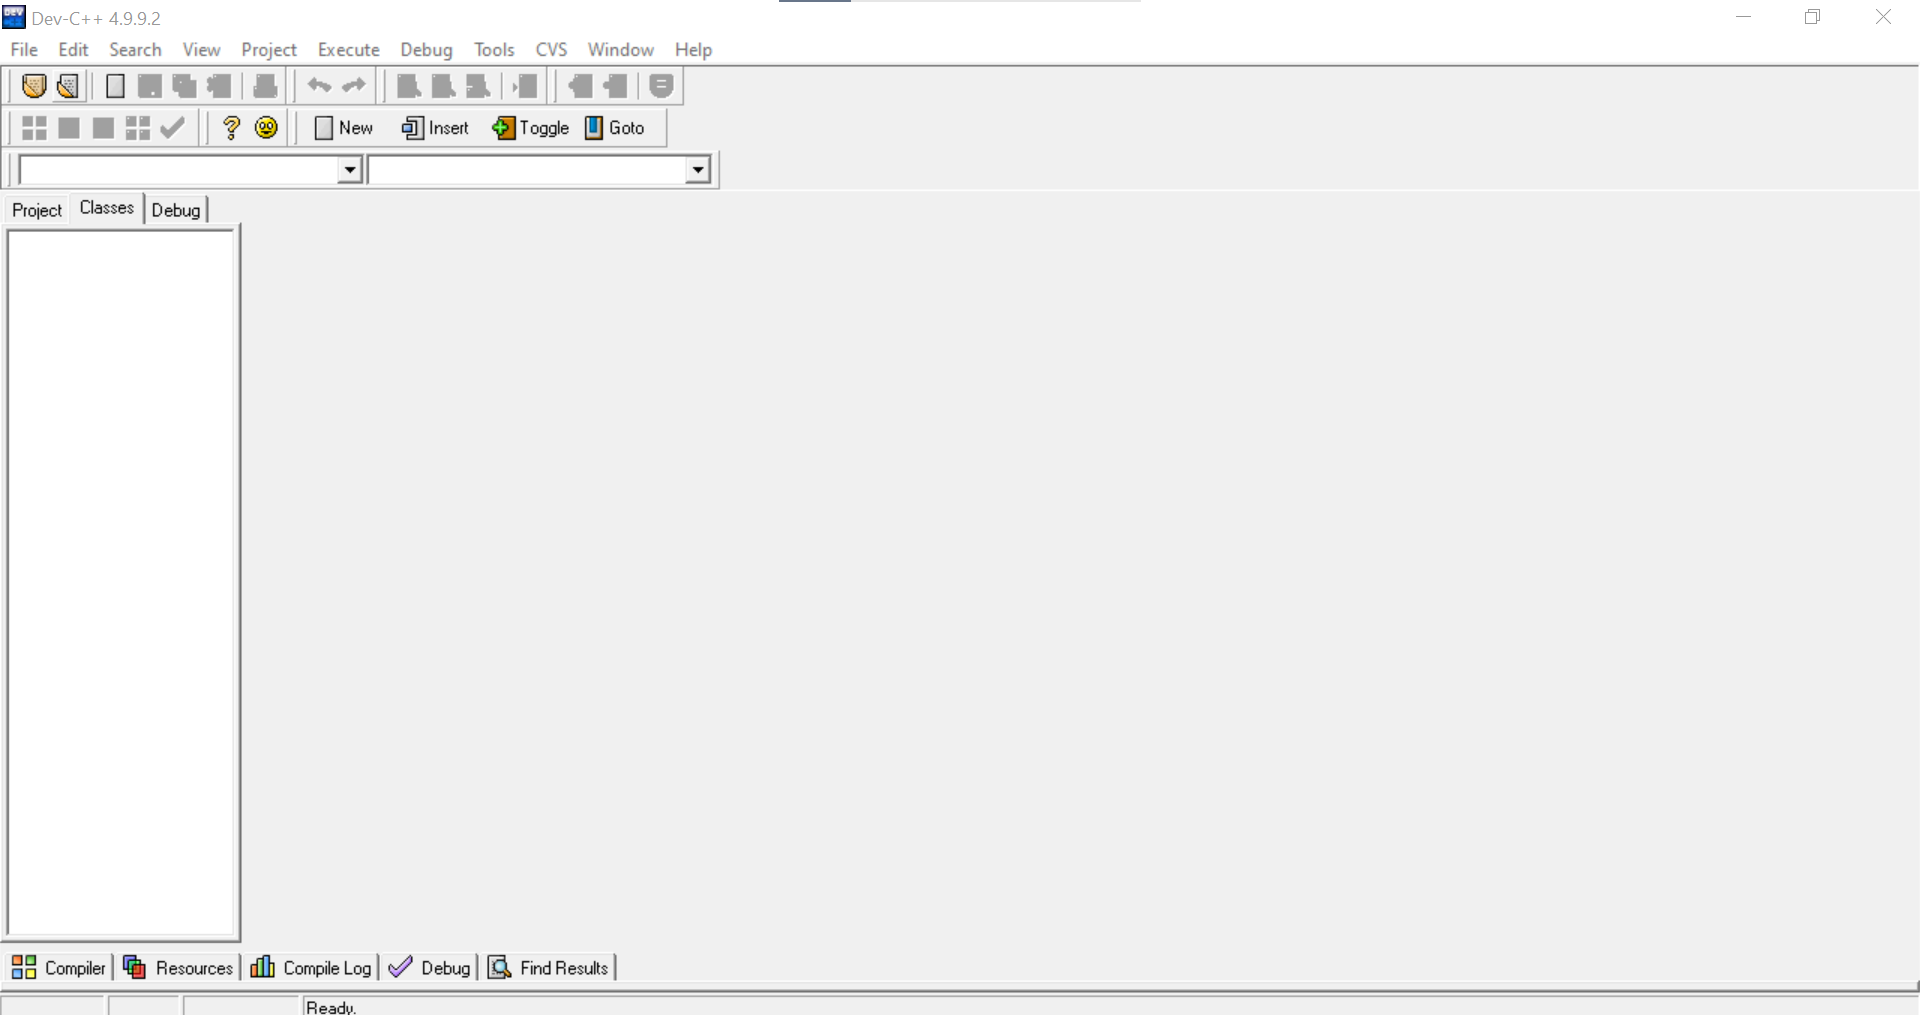 Dev-C++ 4.9.9.2
File Edit Search View Project Execute Debug Tools CVS Window Help
New Insert Toggle Goto
Project Classes Debug
Compiler Resources Compile Log Debug Find Results
Ready.